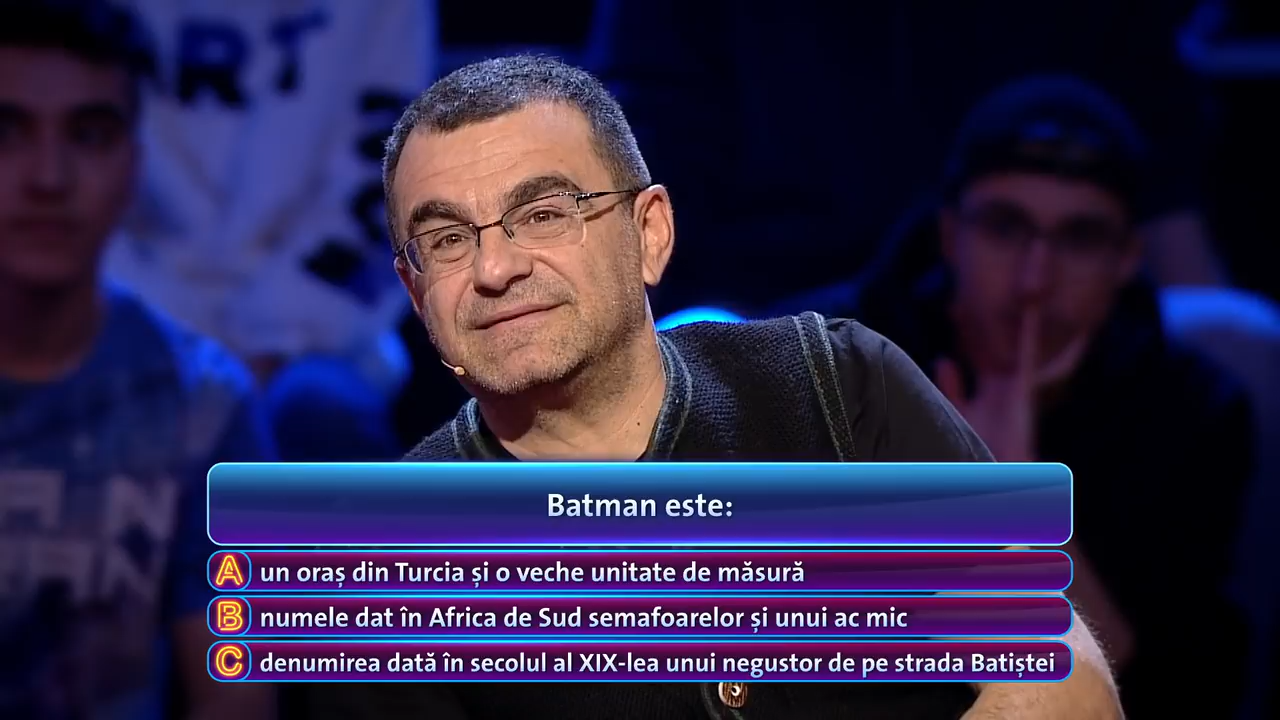 ART
Batman este:
A un oraș din Turcia și o veche unitate de măsură
B numele dat în Africa de Sud semafoarelor și unui ac mic
C denumirea dată în secolul al XIX-lea unui negustor de pe strada Batiștei